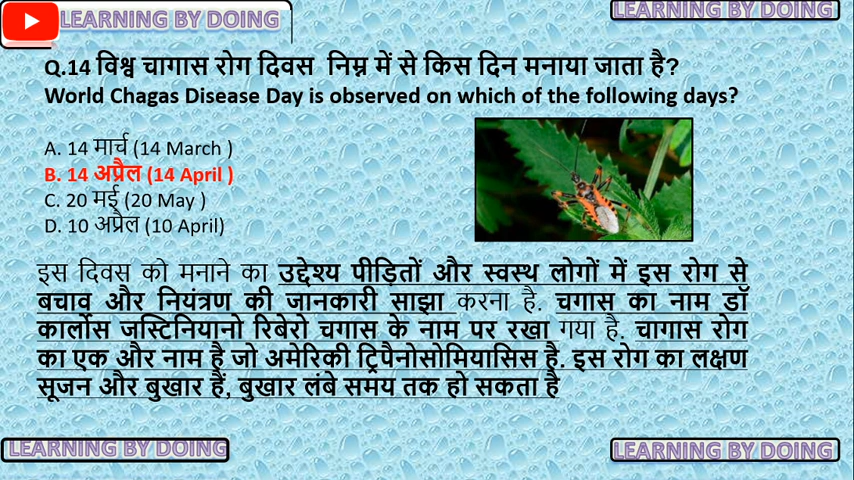 LEARNING BY DOING
LEARNING BY DOING
Q.14 विश्व चागास रोग दिवस निम्न में से किस दिन मनाया जाता है?
World Chagas Disease Day is observed on which of the following days?
A. 14 मार्च (14 March )
B. 14 अप्रैल (14 April )
C. 20 मई (20 May )
D. 10 अप्रैल (10 April)
इस दिवस को मनाने का उद्देश्य पीड़ितों और स्वस्थ लोगों में इस रोग से
बचाव और नियंत्रण की जानकारी साझा करना है. चगास का नाम डॉ
कार्लोस जस्टिनियानो रिबेरो चगास के नाम पर रखा गया है. चागास रोग
का एक और नाम है जो अमेरिकी ट्रिपैनोसोमियासिस है. इस रोग का लक्षण
सूजन और बुखार हैं, बुखार लंबे समय तक हो सकता है
LEARNING BY DOING
LEARNING BY DOING